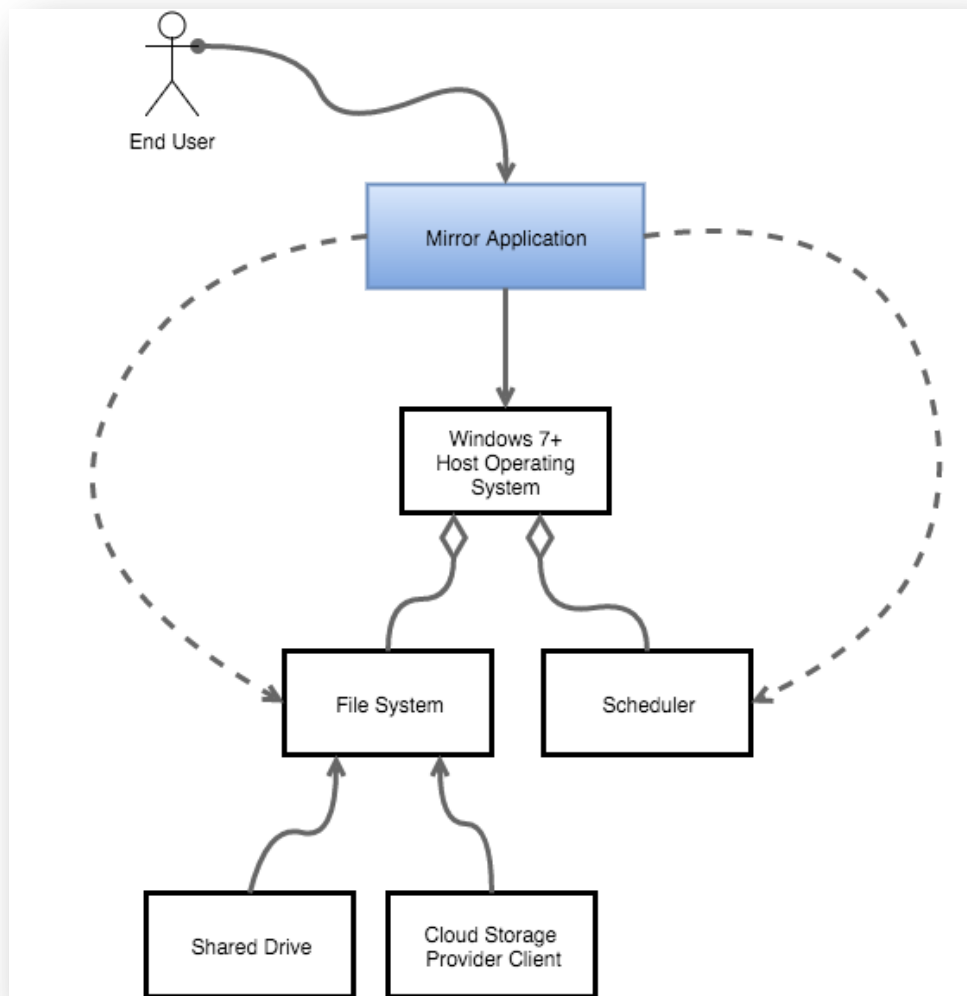 End User
Mirror Application
Windows 7+
Host Operating
System
File System
Scheduler
Shared Drive
Cloud Storage
Provider Client